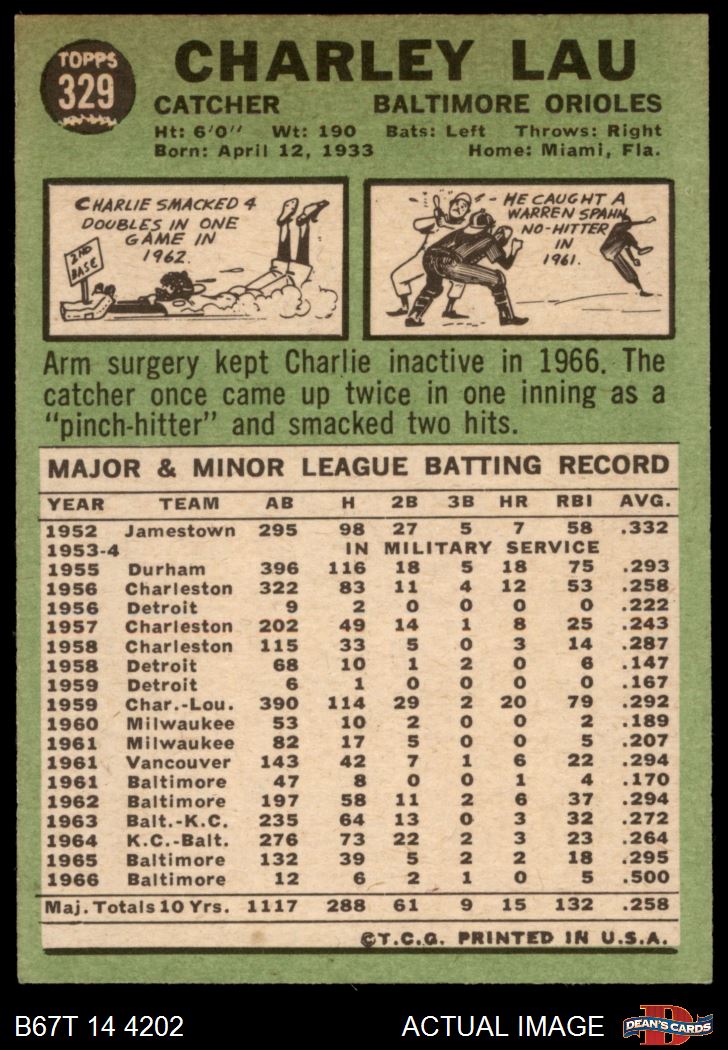 TOPPS
329
CHARLEY LAU
CATCHER BALTIMORE ORIOLES
Ht: 6'0" Wt: 190 Bats: Left Throws: Right
Born: April 12, 1933 Home: Miami, Fla.
CHARLIE SMACKED 4
DOUBLES IN ONE
GAME IN
1962.
2ND
BASE
HE CAUGHT A
WARREN SPAHN
NO-HITTER
IN
1961.
Arm surgery kept Charlie inactive in 1966. The
catcher once came up twice in one inning as a
"pinch-hitter" and smacked two hits.
MAJOR & MINOR LEAGUE BATTING RECORD
YEAR TEAM AB H 2B 3B HR RBI AVG.
1952 Jamestown 295 98 27 5 7 58 .332
1953-4 IN MILITARY SERVICE
1955 Durham 396 116 18 5 18 75 .293
1956 Charleston 322 83 11 4 12 53 .258
1956 Detroit 9 2 0 0 0 0 .222
1957 Charleston 202 49 14 1 8 25 .243
1958 Charleston 115 33 5 0 3 14 .287
1958 Detroit 68 10 1 2 0 6 .147
1959 Detroit 6 1 0 0 0 0 .167
1959 Char.-Lou. 390 114 29 2 20 79 .292
1960 Milwaukee 53 10 2 0 0 2 .189
1961 Milwaukee 82 17 5 0 0 5 .207
1961 Vancouver 143 42 7 1 6 22 .294
1961 Baltimore 47 8 0 0 1 4 .170
1962 Baltimore 197 58 11 2 6 37 .294
1963 Balt.-K.C. 235 64 13 0 3 32 .272
1964 K.C.-Balt. 276 73 22 2 3 23 .264
1965 Baltimore 132 39 5 2 2 18 .295
1966 Baltimore 12 6 2 1 0 5 .500
Maj. Totals 10 Yrs. 1117 288 61 9 15 132 .258
©T.C.G. PRINTED IN U.S.A.
B67T 14 4202 ACTUAL IMAGE
D
DEAN'S CARDS